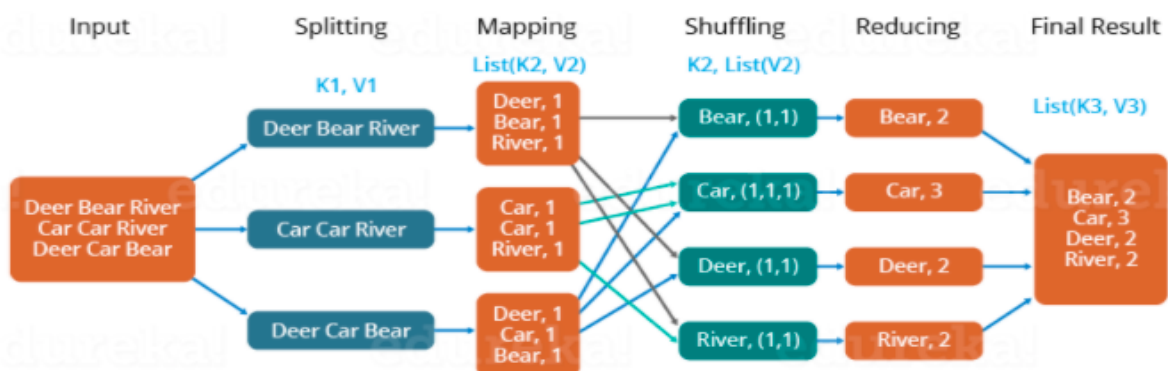 Input
Splitting
Mapping
Shuffling
Reducing
Final Result
K1, V1
List(K2, V2)
K2, List(V2)
List(K3, V3)
Deer Bear River
Car Car River
Deer Car Bear
Deer Bear River
Car Car River
Deer Car Bear
Deer, 1
Bear, 1
River, 1
Car, 1
Car, 1
River, 1
Deer, 1
Car, 1
Bear, 1
Bear, (1,1)
Car, (1,1,1)
Deer, (1,1)
River, (1,1)
Bear, 2
Car, 3
Deer, 2
River, 2
Bear, 2
Car, 3
Deer, 2
River, 2
edureka!